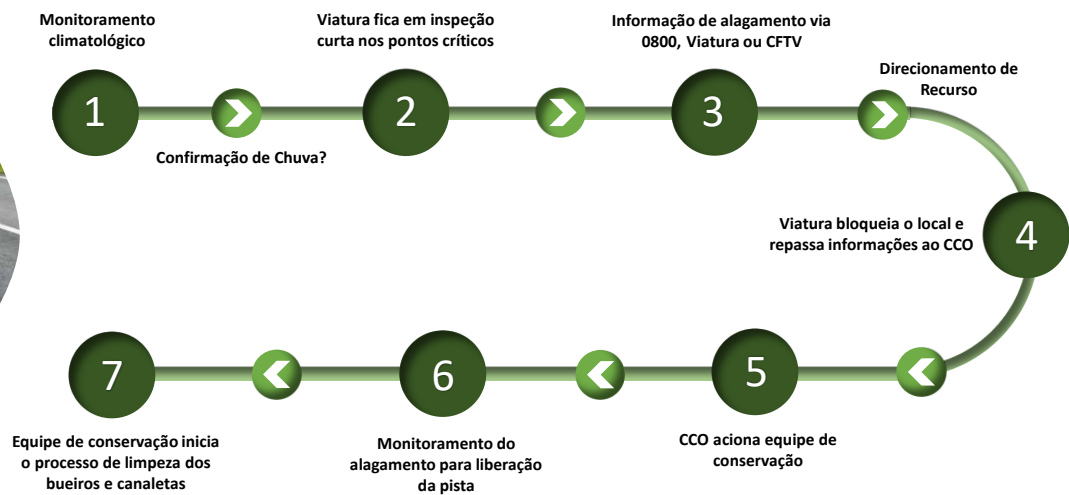 Monitoramento
climatológico
Viatura fica em inspeção
curta nos pontos críticos
Informação de alagamento via
0800, Viatura ou CFTV
Direcionamento de
Recurso
1
2
3
Confirmação de Chuva?
Viatura bloqueia o local e
repassa informações ao CCO
4
7
6
5
Equipe de conservação inicia
o processo de limpeza dos
bueiros e canaletas
Monitoramento do
alagamento para liberação
da pista
CCO aciona equipe de
conservação